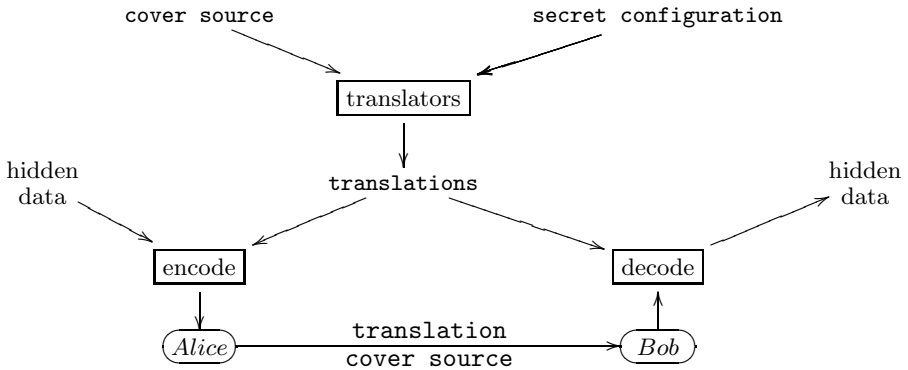 cover source
secret configuration
translators
hidden
data
translations
hidden
data
encode
decode
Alice
translation
cover source
Bob